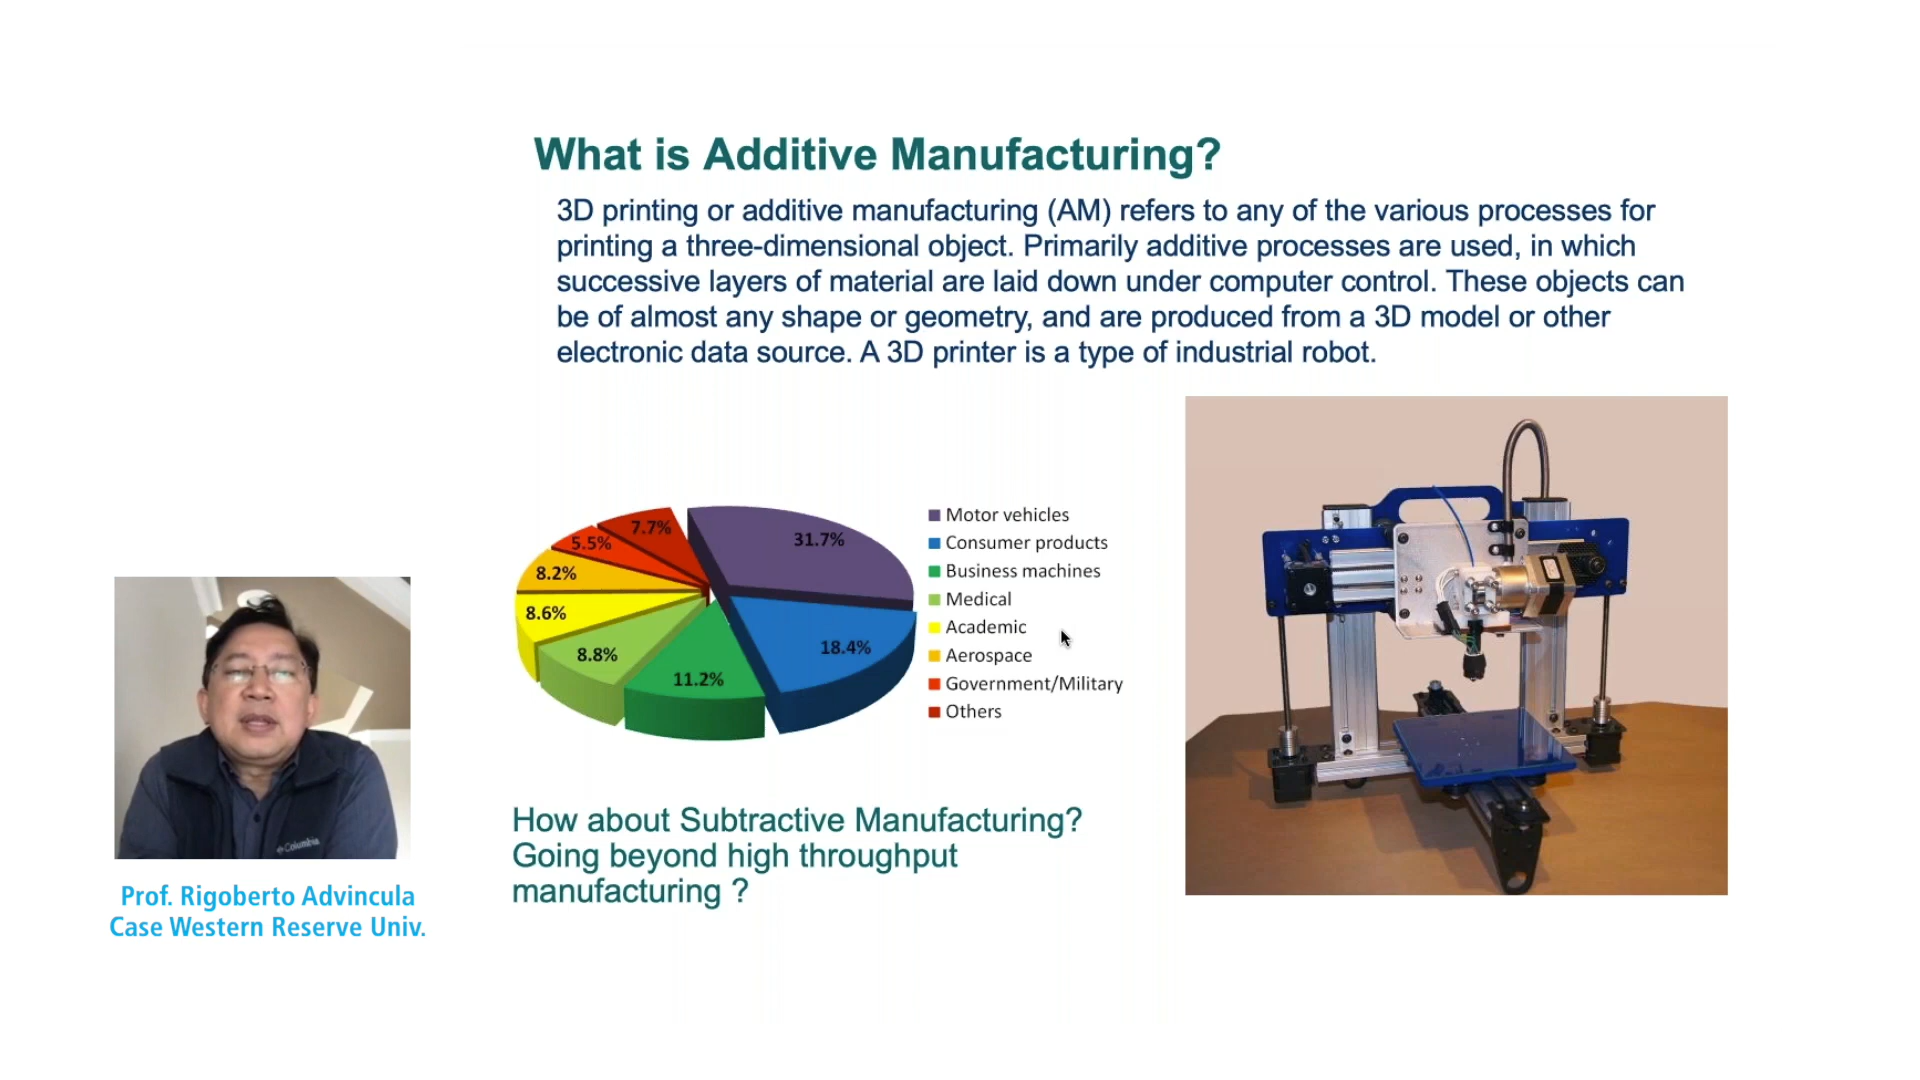 What is Additive Manufacturing?
3D printing or additive manufacturing (AM) refers to any of the various processes for
printing a three-dimensional object. Primarily additive processes are used, in which
successive layers of material are laid down under computer control. These objects can
be of almost any shape or geometry, and are produced from a 3D model or other
electronic data source. A 3D printer is a type of industrial robot.
7.7%
31.7%
5.5%
8.2%
8.6%
8.8%
11.2%
18.4%
Motor vehicles
Consumer products
Business machines
Medical
Academic
Aerospace
Government/Military
Others
How about Subtractive Manufacturing?
Going beyond high throughput
manufacturing ?
Columbia
Prof. Rigoberto Advincula
Case Western Reserve Univ.